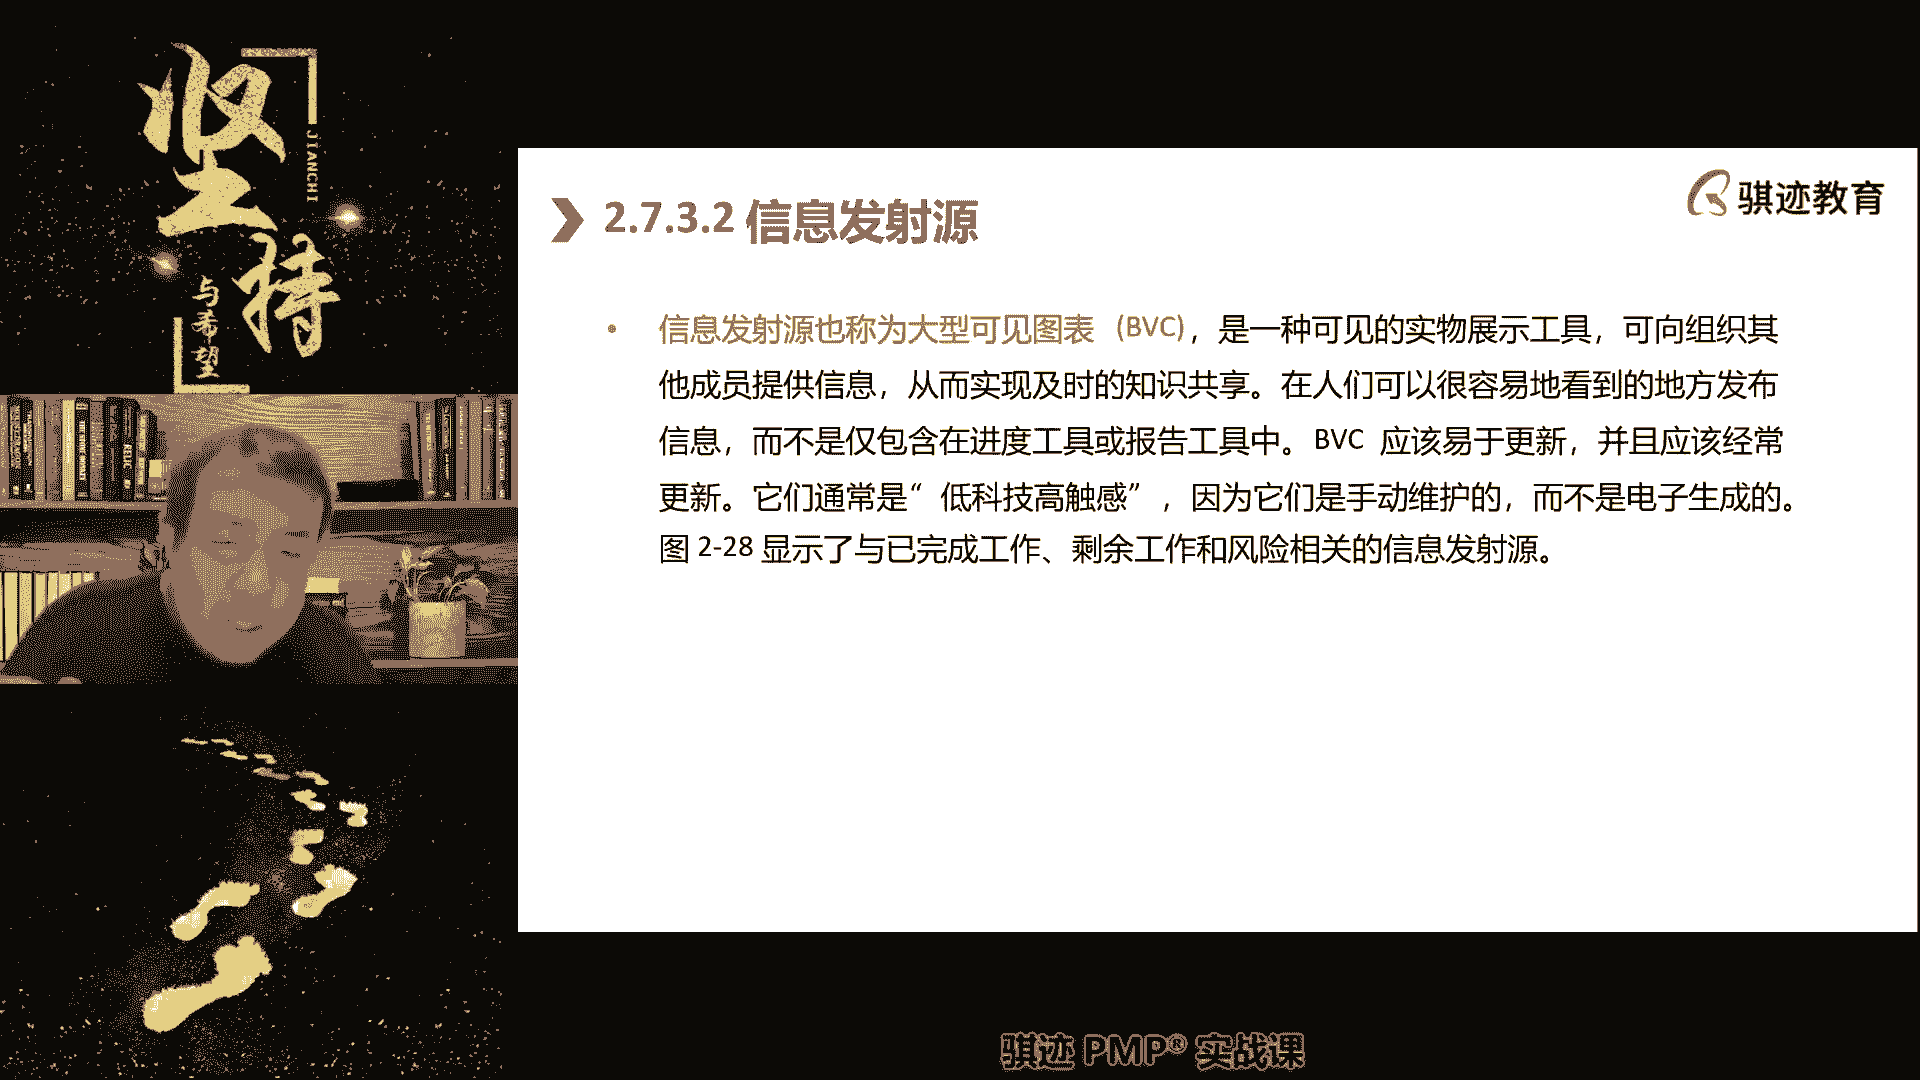 坚持
JIANCHI
与希望
骐迹教育
2.7.3.2 信息发射源
• 信息发射源也称为大型可见图表 (BVC)，是一种可见的实物展示工具，可向组织其
他成员提供信息，从而实现及时的知识共享。在人们可以很容易地看到的地方发布
信息，而不是仅包含在进度工具或报告工具中。BVC 应该易于更新，并且应该经常
更新。它们通常是“低科技高触感”，因为它们是手动维护的，而不是电子生成的。
图 2-28 显示了与已完成工作、剩余工作和风险相关的信息发射源。
骐迹 PMP® 实战课